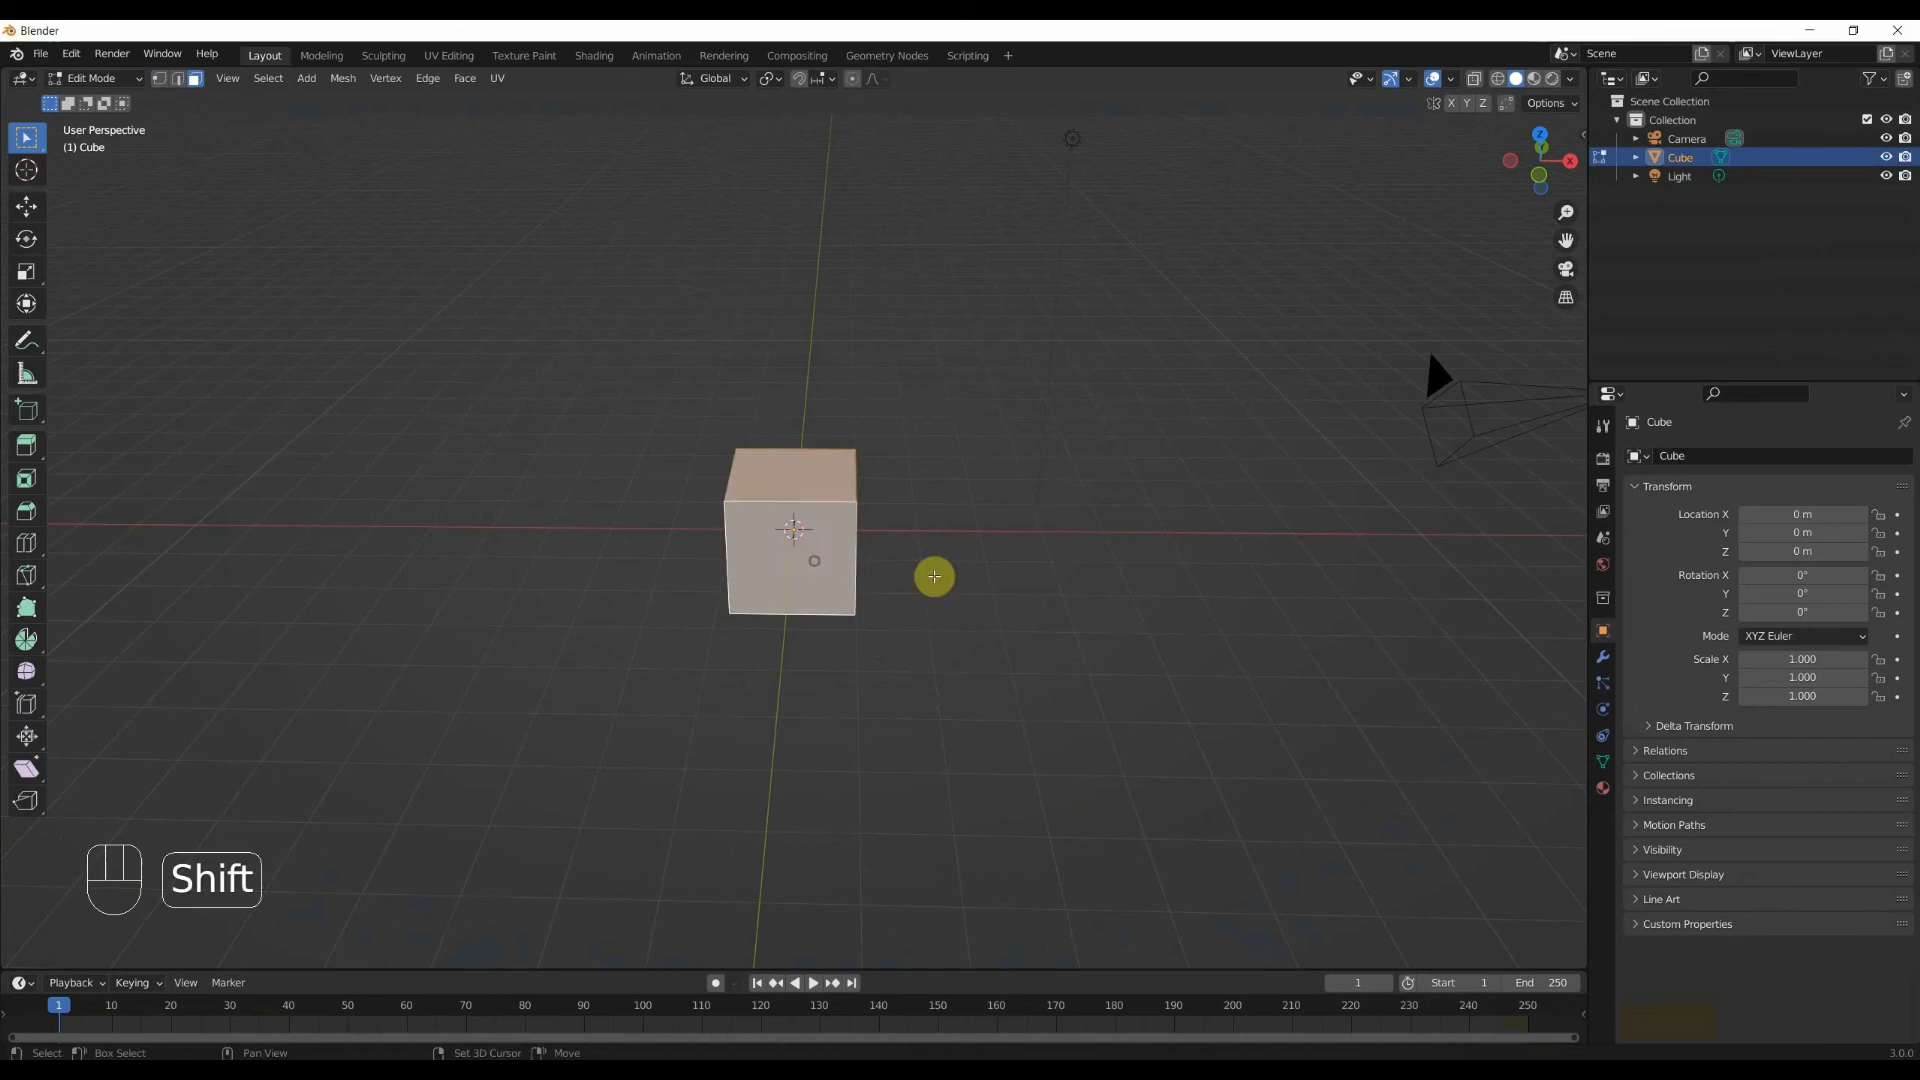 Blender
File Edit Render Window Help Layout Modeling Sculpting UV Editing Texture Paint Shading Animation Rendering Compositing Geometry Nodes Scripting + Scene ViewLayer
Edit Mode View Select Add Mesh Vertex Edge Face UV Global
X Y Z Options
User Perspective
(1) Cube
Z
Y
X
Scene Collection
Collection
Camera
Cube
Light
Cube
Cube
Transform
Location X 0 m
Y 0 m
Z 0 m
Rotation X 0°
Y 0°
Z 0°
Mode XYZ Euler
Scale X 1.000
Y 1.000
Z 1.000
Delta Transform
Relations
Collections
Instancing
Motion Paths
Visibility
Viewport Display
Line Art
Custom Properties
Shift
Playback Keying View Marker 1 Start 1 End 250
1 10 20 30 40 50 60 70 80 90 100 110 120 130 140 150 160 170 180 190 200 210 220 230 240 250
Select Box Select Pan View Set 3D Cursor Move 3.0.0